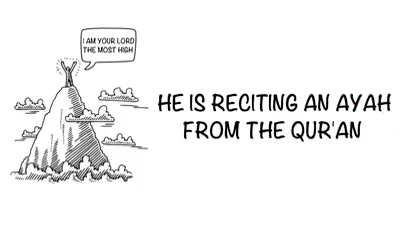 I AM YOUR LORD
THE MOST HIGH
HE IS RECITING AN AYAH
FROM THE QUR'AN